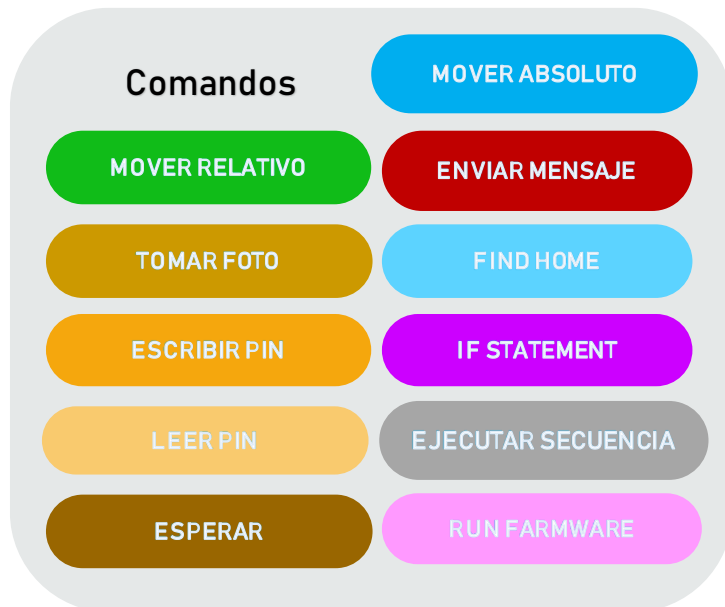 Comandos
MOVER ABSOLUTO
MOVER RELATIVO
ENVIAR MENSAJE
TOMAR FOTO
FIND HOME
ESCRIBIR PIN
IF STATEMENT
LEER PIN
EJECUTAR SECUENCIA
ESPERAR
RUN FARMWARE